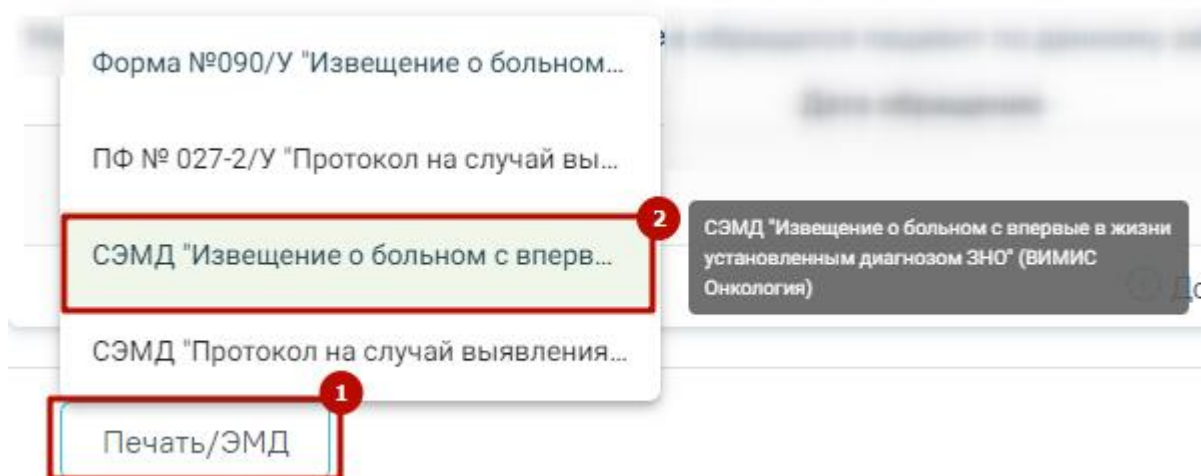 Форма №090/У "Извещение о больном...
ПФ № 027-2/У "Протокол на случай вы...
2
СЭМД "Извещение о больном с вперв...
СЭМД "Извещение о больном с впервые в жизни
установленным диагнозом ЗНО" (ВИМИС
Онкология)
СЭМД "Протокол на случай выявления...
1
Печать/ЭМД